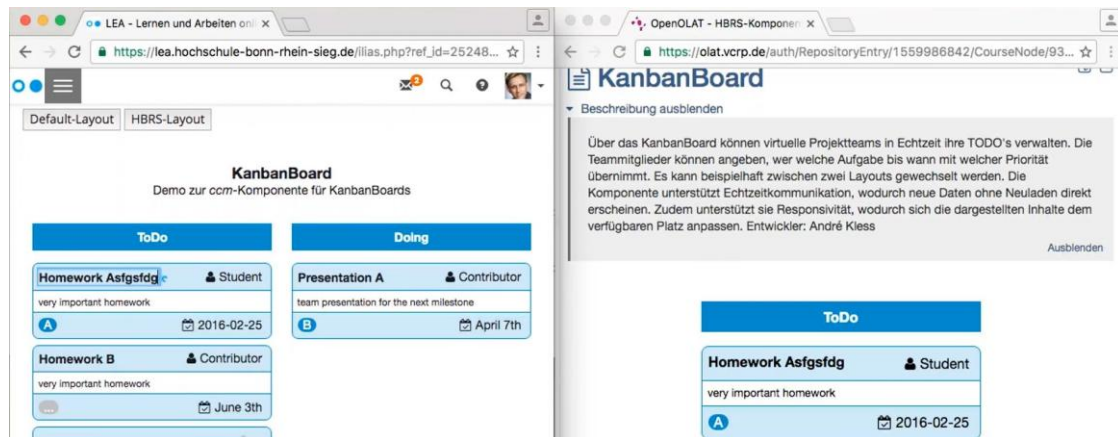 LEA - Lernen und Arbeiten onl
https://lea.hochschule-bonn-rhein-sieg.de/ilias.php?ref_id=25248...
3
Default-Layout HBRS-Layout
KanbanBoard
Demo zur ccm-Komponente für KanbanBoards
ToDo
Homework Asfgsfdg Student
very important homework
A 2016-02-25
Homework B Contributor
very important homework
... June 3th
Doing
Presentation A Contributor
team presentation for the next milestone
B April 7th
OpenOLAT - HBRS-Komponen
https://olat.vcrp.de/auth/RepositoryEntry/1559986842/CourseNode/93...
KanbanBoard
Beschreibung ausblenden
Über das KanbanBoard können virtuelle Projektteams in Echtzeit ihre TODO's verwalten. Die
Teammitglieder können angeben, wer welche Aufgabe bis wann mit welcher Priorität
übernimmt. Es kann beispielhaft zwischen zwei Layouts gewechselt werden. Die
Komponente unterstützt Echtzeitkommunikation, wodurch neue Daten ohne Neuladen direkt
erscheinen. Zudem unterstützt sie Responsivität, wodurch sich die dargestellten Inhalte dem
verfügbaren Platz anpassen. Entwickler: André Kless
Ausblenden
ToDo
Homework Asfgsfdg Student
very important homework
A 2016-02-25